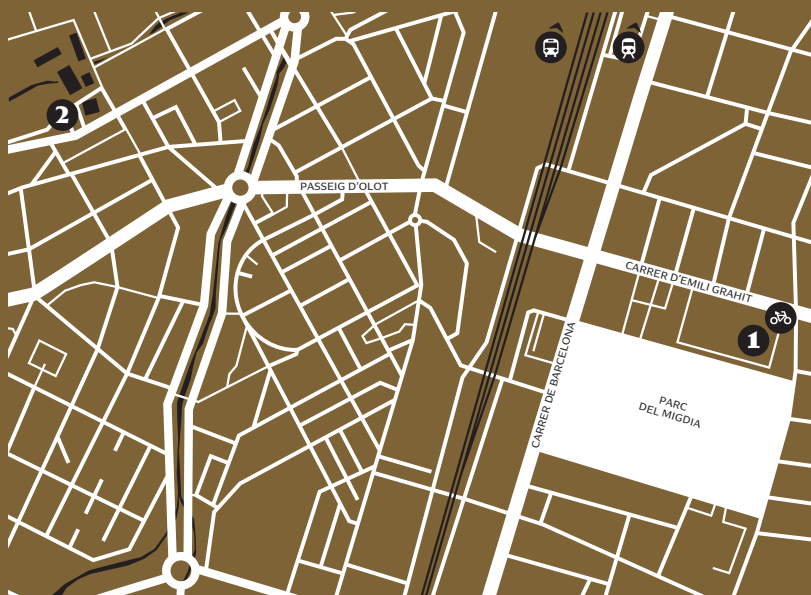 2
PASSEIG D'OLOT
CARRER D'EMILI GRAHIT
1
CARRER DE BARCELONA
PARC
DEL MIGDIA